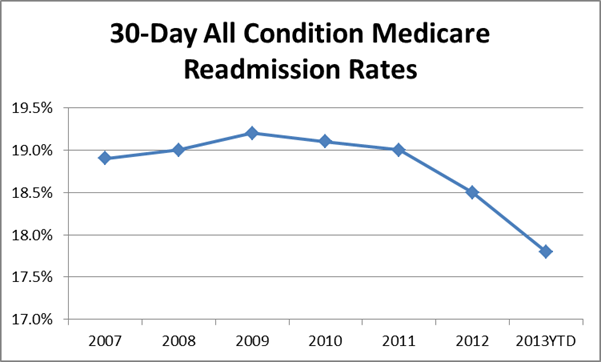 30-Day All Condition Medicare
Readmission Rates
19.5%
19.0%
18.5%
18.0%
17.5%
17.0%
2007 2008 2009 2010 2011 2012 2013YTD